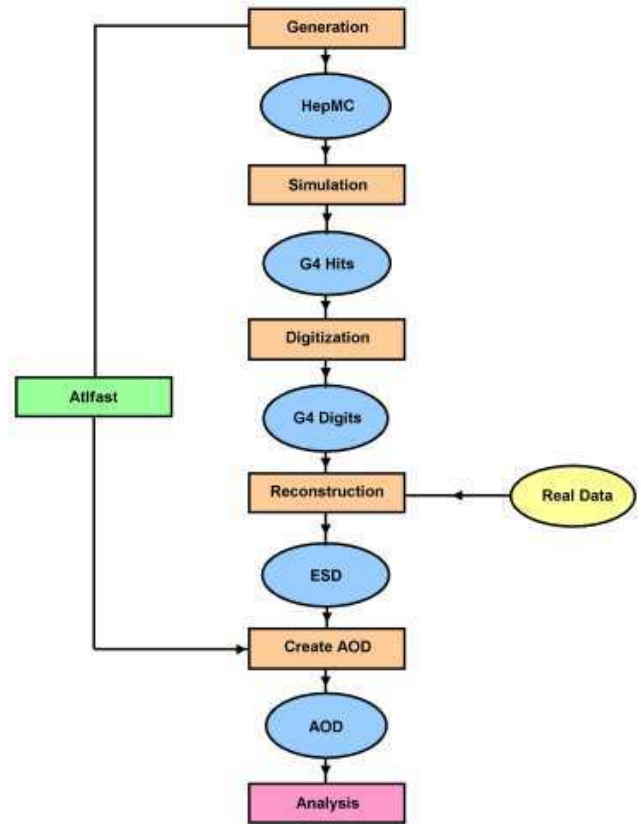 Generation
HepMC
Simulation
G4 Hits
Digitization
Atlfast
G4 Digits
Reconstruction
Real Data
ESD
Create AOD
AOD
Analysis